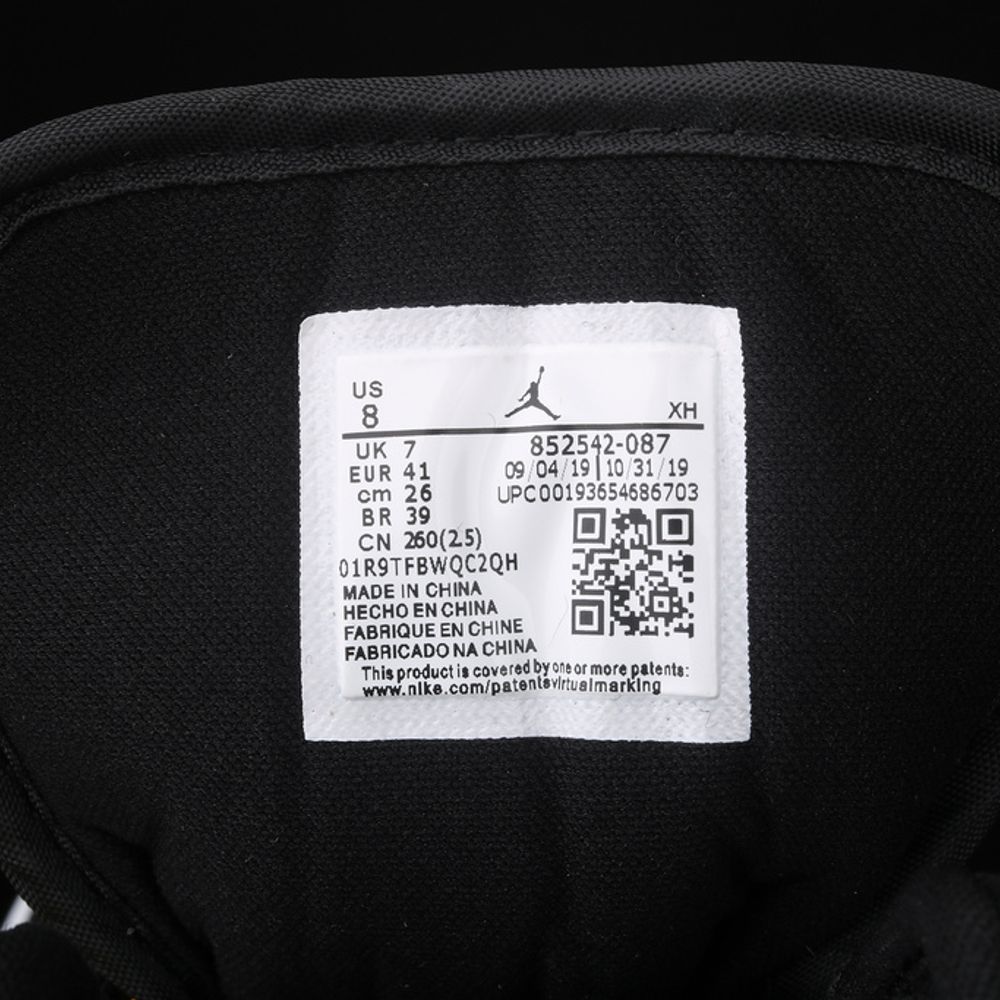 US
8
XH
UK 7
EUR 41
cm 26
BR 39
CN 260(2.5)
852542-087
09/04/19|10/31/19
UPC00193654686703
01R9TFBWQC2QH
MADE IN CHINA
HECHO EN CHINA
FABRIQUE EN CHINE
FABRICADO NA CHINA
This product is covered by one or more patents:
www.nike.com/patentsvirtualmarking